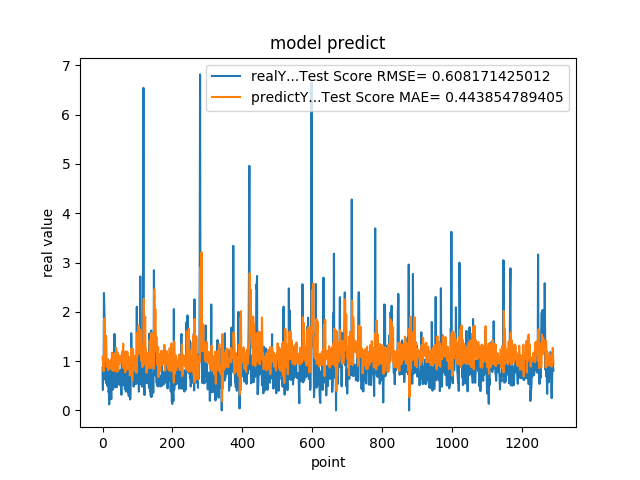 model predict
realY...Test Score RMSE= 0.608171425012
predictY...Test Score MAE= 0.443854789405
real value
7
6
5
4
3
2
1
0
0 200 400 600 800 1000 1200
point